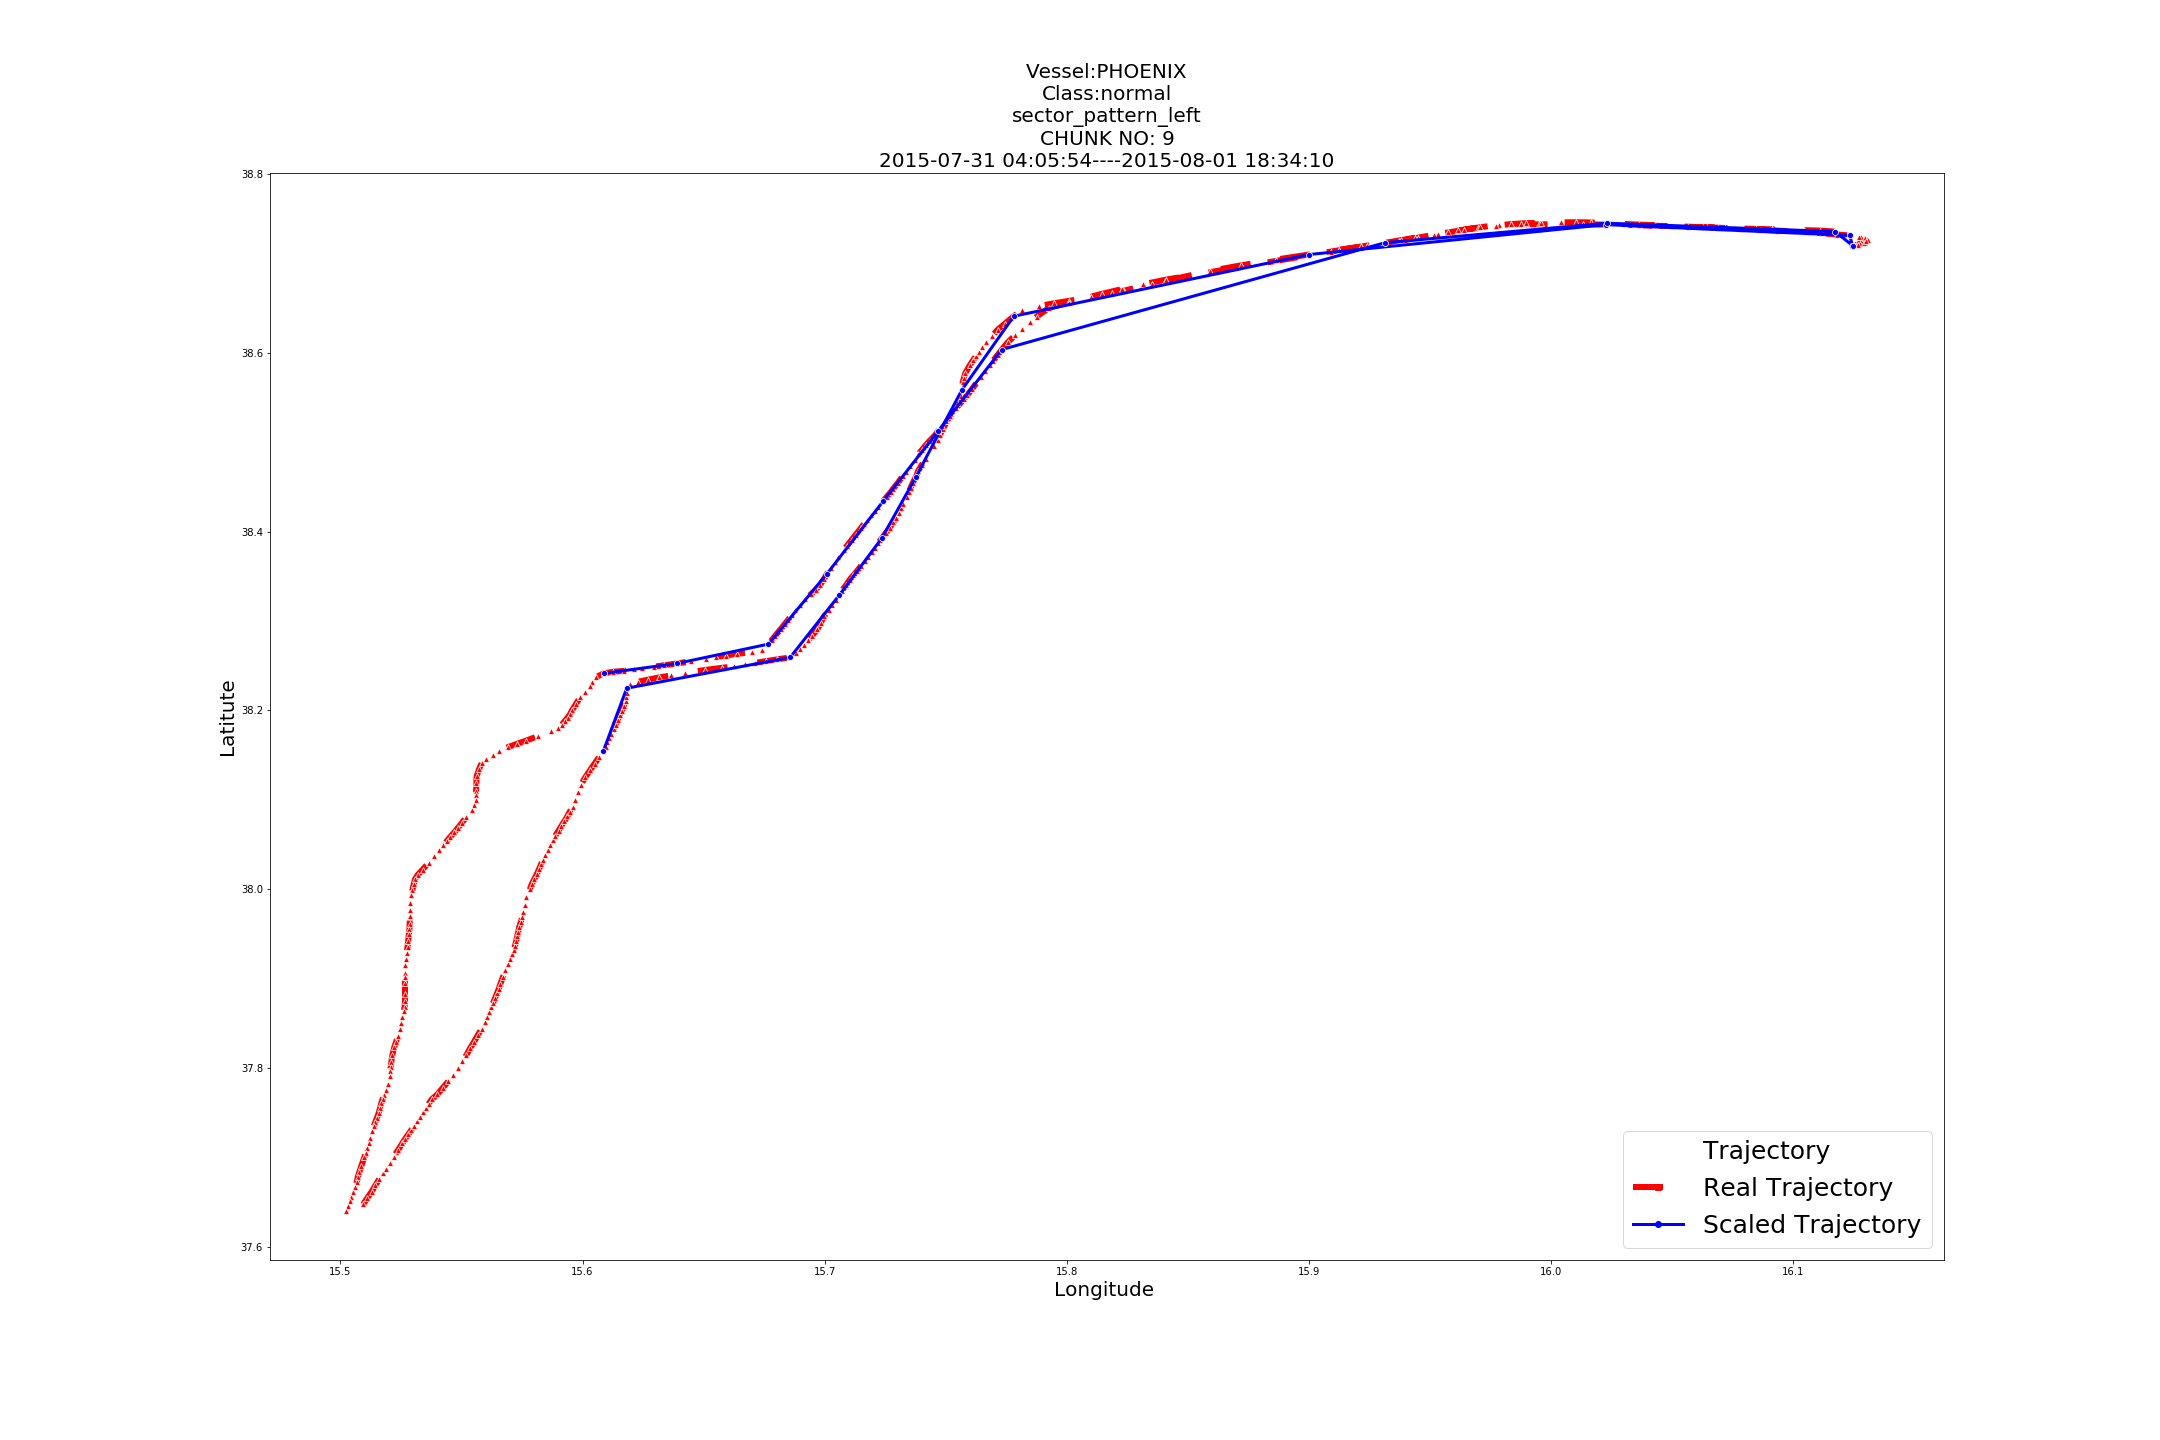 Vessel:PHOENIX
Class:normal
sector_pattern_left
CHUNK NO: 9
2015-07-31 04:05:54----2015-08-01 18:34:10
38.8
38.6
38.4
38.2
38.0
37.8
37.6
Latitute
15.5 15.6 15.7 15.8 15.9 16.0 16.1
Longitude
Trajectory
Real Trajectory
Scaled Trajectory